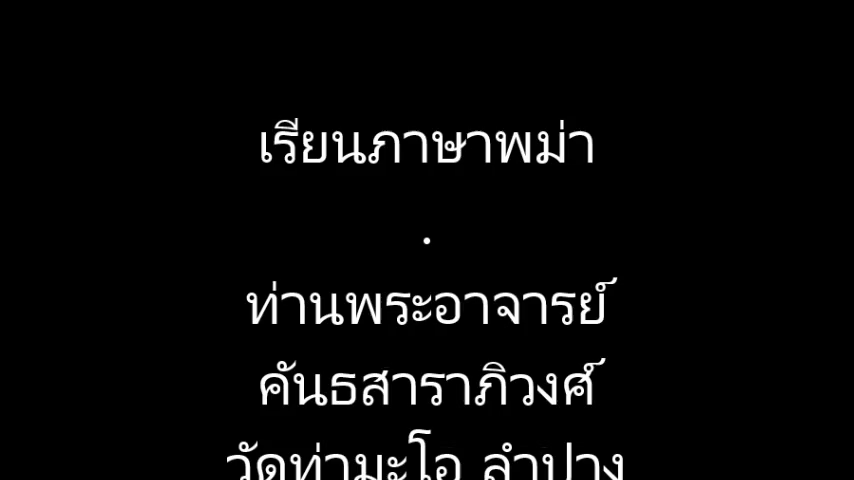 เรียนภาษาพม่า
.
ท่านพระอาจารย์
คันธสาราภิวงศ์
วัดท่ามะโอ ลำปาง